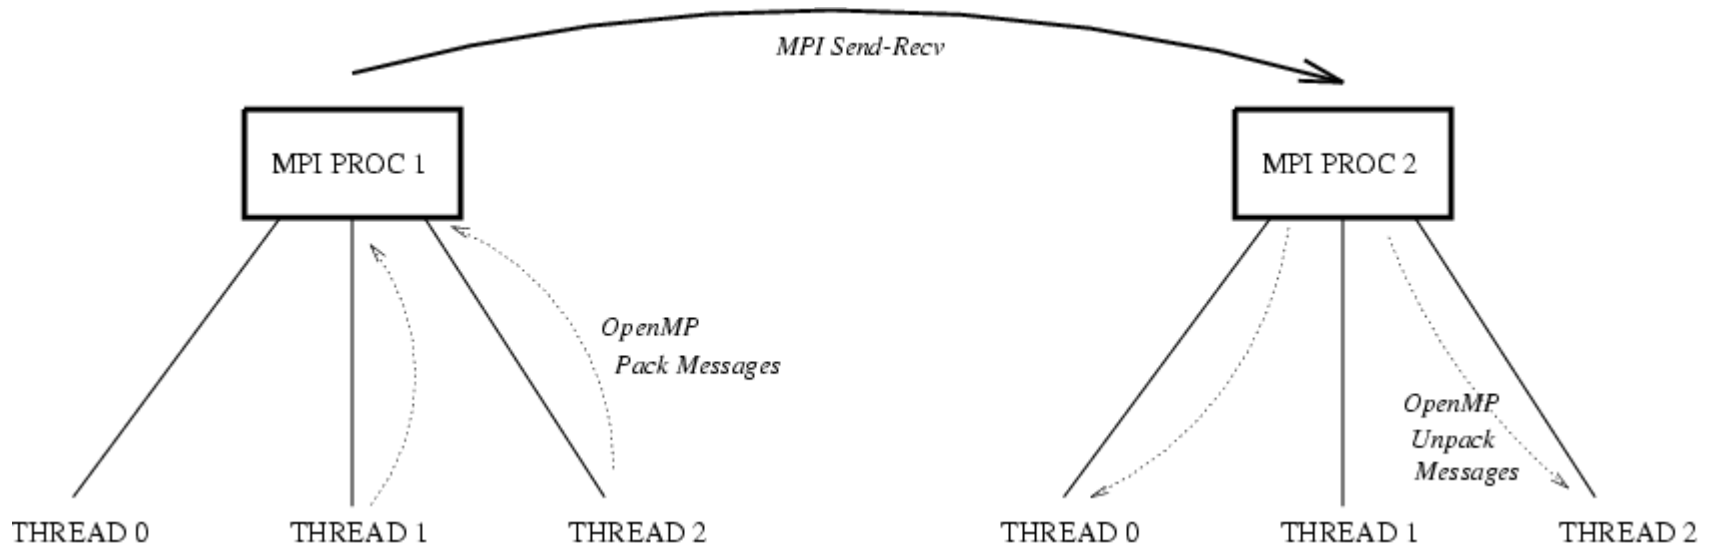 MPI Send-Recv
MPI PROC 1
MPI PROC 2
OpenMP
Pack Messages
OpenMP
Unpack
Messages
THREAD 0
THREAD 1
THREAD 2
THREAD 0
THREAD 1
THREAD 2